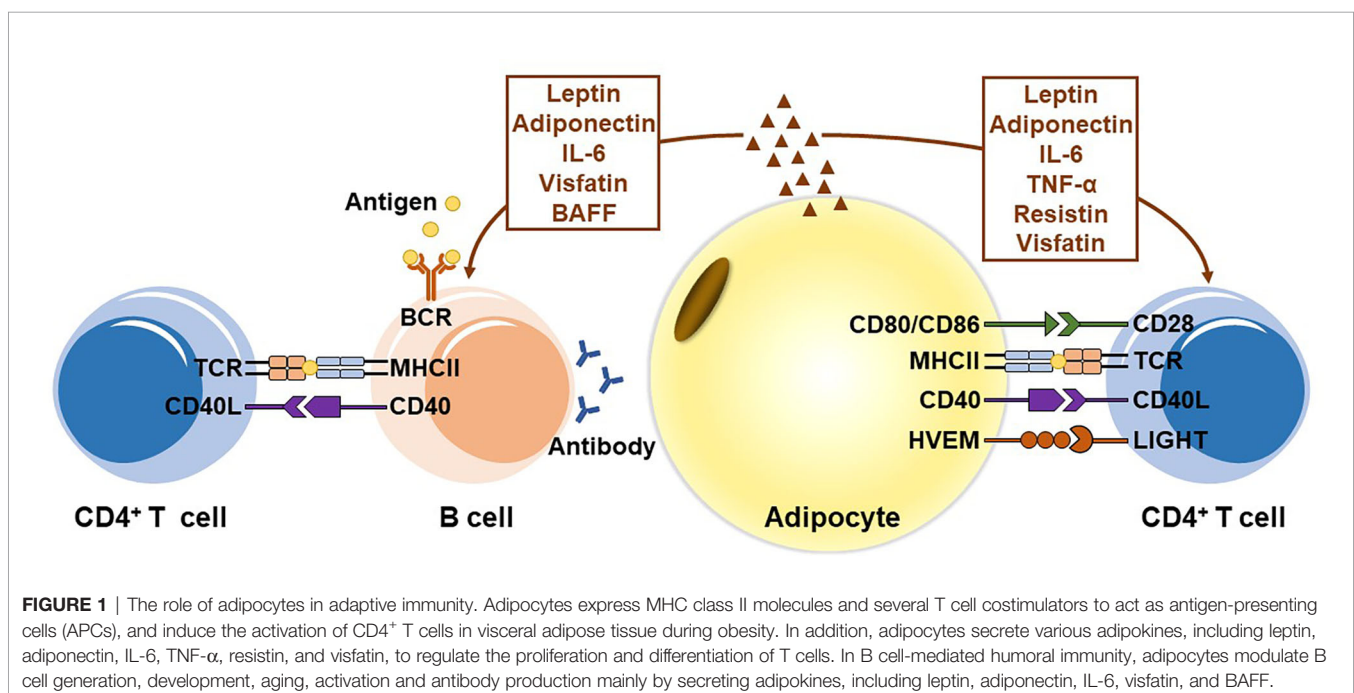 Leptin
Adiponectin
IL-6
Visfatin
BAFF
Leptin
Adiponectin
IL-6
TNF-α
Resistin
Visfatin
Antigen
BCR
TCR
MHCII
CD40L
CD40
Antibody
CD80/CD86
CD28
MHCII
TCR
CD40
CD40L
HVEM
LIGHT
CD4⁺ T cell
B cell
Adipocyte
CD4⁺ T cell
FIGURE 1 | The role of adipocytes in adaptive immunity. Adipocytes express MHC class II molecules and several T cell costimulators to act as antigen-presenting
cells (APCs), and induce the activation of CD4⁺ T cells in visceral adipose tissue during obesity. In addition, adipocytes secrete various adipokines, including leptin,
adiponectin, IL-6, TNF-α, resistin, and visfatin, to regulate the proliferation and differentiation of T cells. In B cell-mediated humoral immunity, adipocytes modulate B
cell generation, development, aging, activation and antibody production mainly by secreting adipokines, including leptin, adiponectin, IL-6, visfatin, and BAFF.